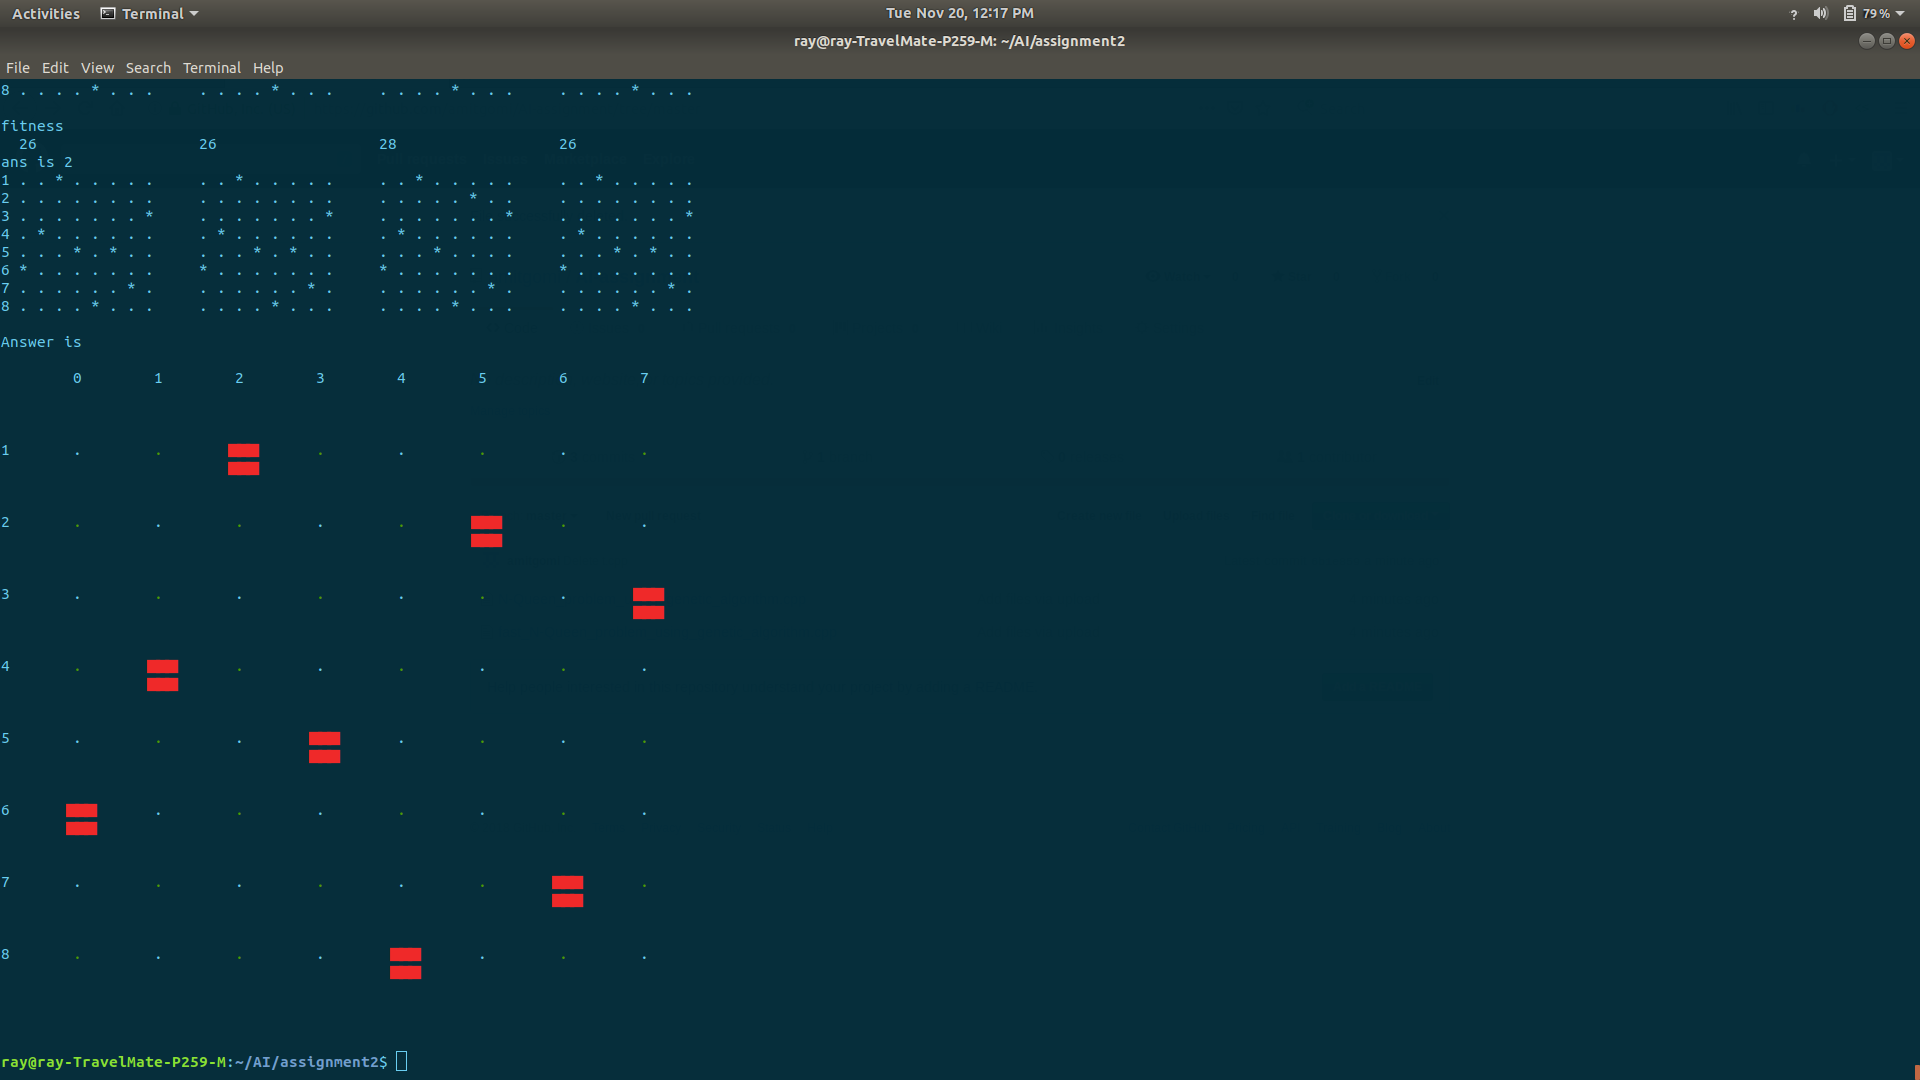 Activities Terminal Tue Nov 20, 12:17 PM ? 79%
ray@ray-TravelMate-P259-M: ~/AI/assignment2
File Edit View Search Terminal Help
8 . . . . * . . . . . . . * . . . . . . . * . . . . . . . * . . .
fitness
26 26 28 26
ans is 2
1 . . * . . . . . . . * . . . . . . . * . . . . . . . * . . . . .
2 . . . . . . . . . . . . . . . . . . . . . * . . . . . . . . . .
3 . . . . . . . * . . . . . . . * . . . . . . . * . . . . . . . *
4 . * . . . . . . . * . . . . . . . * . . . . . . . * . . . . . .
5 . . . * . * . . . . . * . * . . . . . * . . . . . . . * . * . .
6 * . . . . . . . * . . . . . . . * . . . . . . . * . . . . . . .
7 . . . . . . * . . . . . . . * . . . . . . . * . . . . . . . * .
8 . . . . * . . . . . . . * . . . . . . . * . . . . . . . * . . .
Answer is
0 1 2 3 4 5 6 7
1 . . . . . . .
2 . . . . . . .
3 . . . . . . .
4 . . . . . . .
5 . . . . . . .
6 . . . . . . .
7 . . . . . . .
8 . . . . . . .
ray@ray-TravelMate-P259-M:~/AI/assignment2$